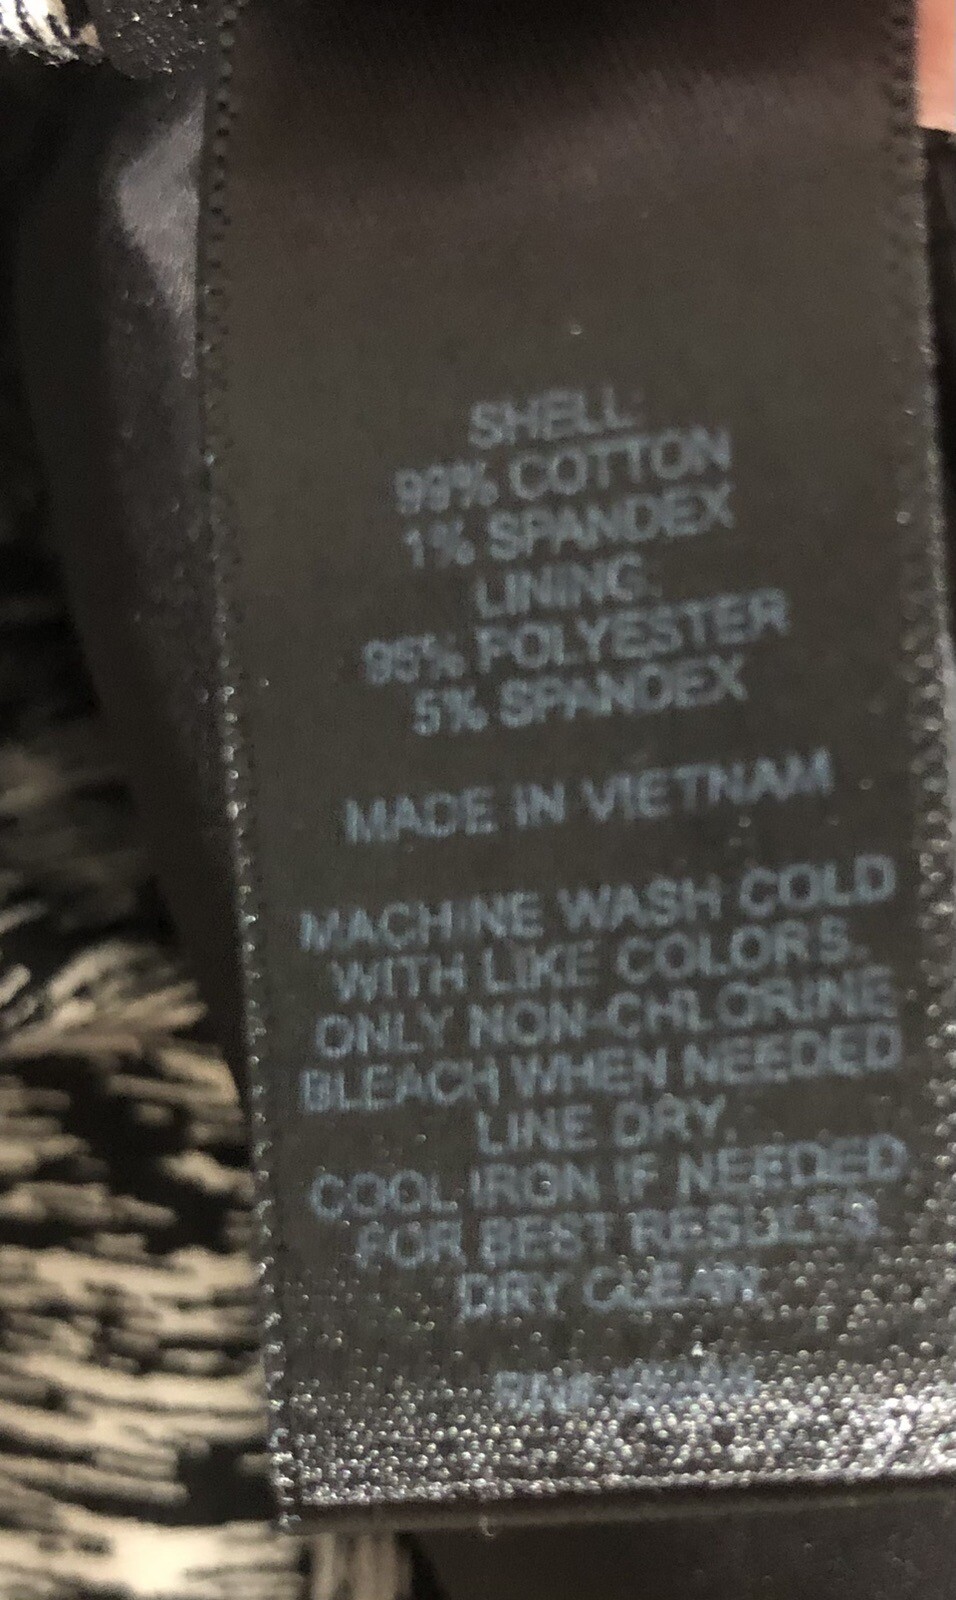 SHELL:
99% COTTON
1% SPANDEX
LINING:
95% POLYESTER
5% SPANDEX
MADE IN VIETNAM
MACHINE WASH COLD
WITH LIKE COLORS.
ONLY NON-CHLORINE
BLEACH WHEN NEEDED
LINE DRY.
COOL IRON IF NEEDED
FOR BEST RESULTS
DRY CLEAN
RN#